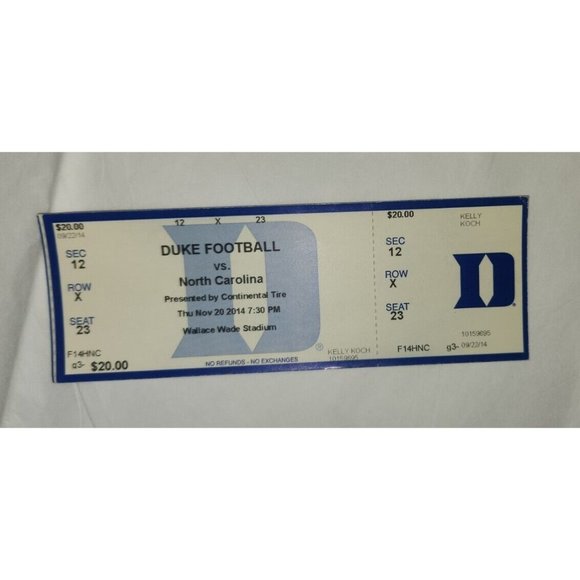 $20.00
09/22/14
12 X 23
SEC
12
ROW
X
SEAT
23
F14HNC
g3- $20.00
DUKE FOOTBALL
vs.
North Carolina
Presented by Continental Tire
Thu Nov 20 2014 7:30 PM
Wallace Wade Stadium
NO REFUNDS - NO EXCHANGES
®
KELLY KOCH
10159695
$20.00
KELLY
KOCH
SEC
12
ROW
X
SEAT
23
D
®
10159695
F14HNC g3- 09/22/14